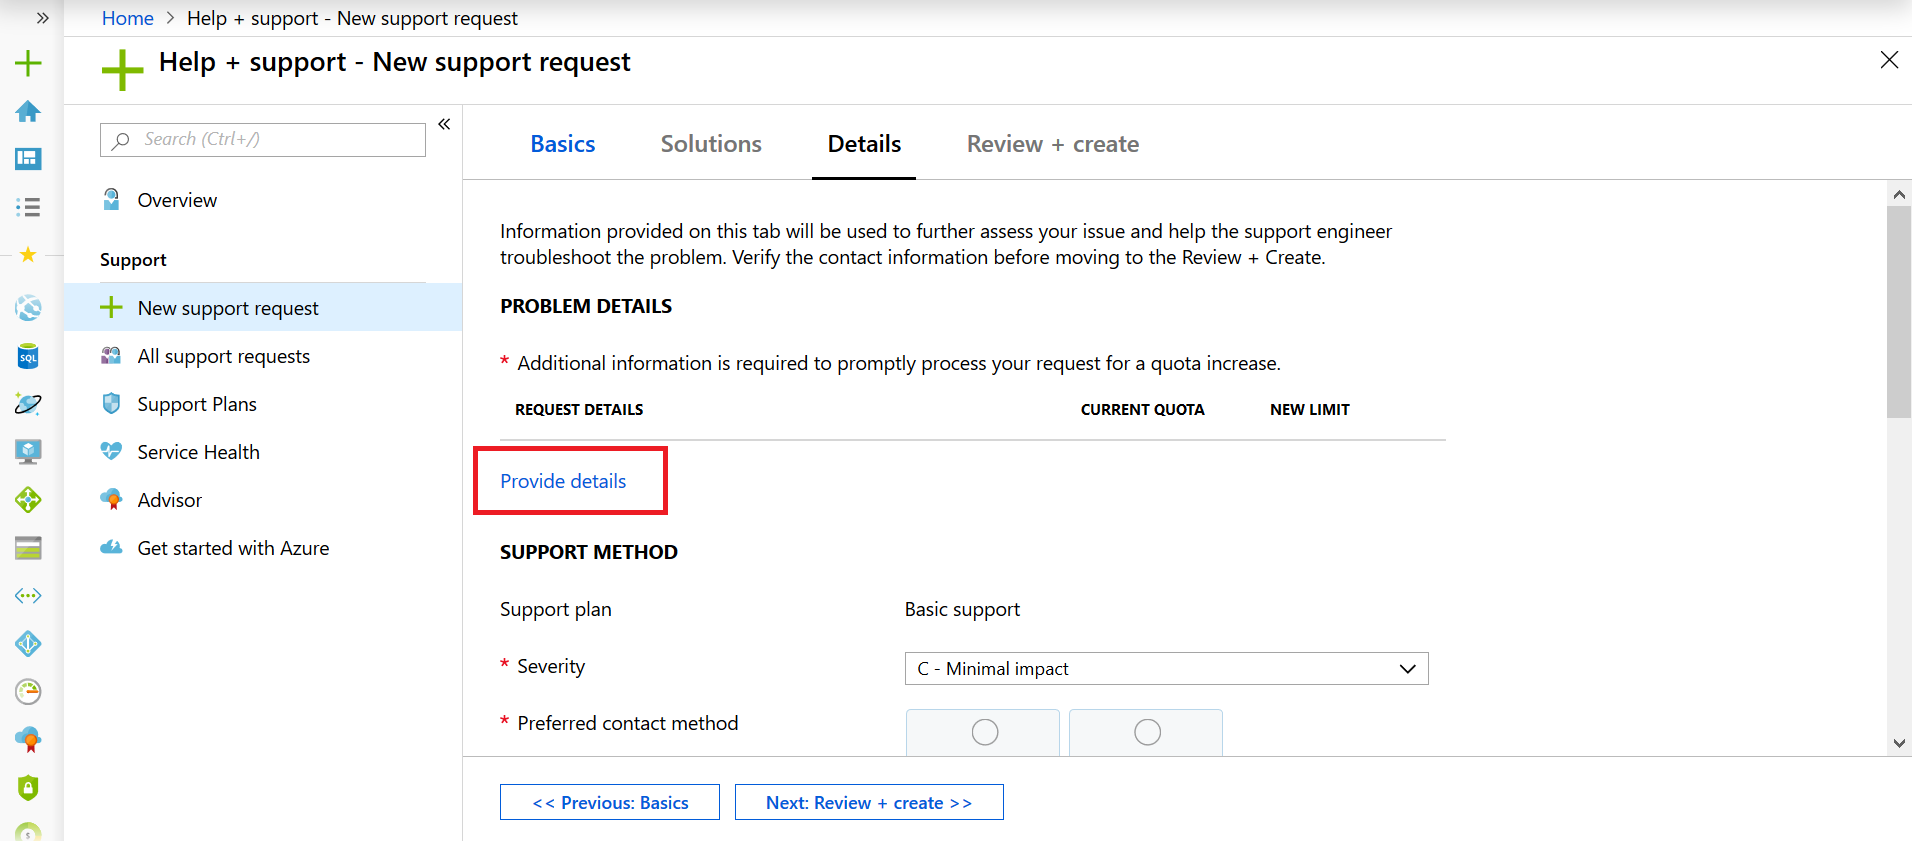 Home > Help + support - New support request
Help + support - New support request
Search (Ctrl+/)
Overview
Support
New support request
All support requests
Support Plans
Service Health
Advisor
Get started with Azure
Basics Solutions Details Review + create
Information provided on this tab will be used to further assess your issue and help the support engineer
troubleshoot the problem. Verify the contact information before moving to the Review + Create.
PROBLEM DETAILS
* Additional information is required to promptly process your request for a quota increase.
REQUEST DETAILS CURRENT QUOTA NEW LIMIT
Provide details
SUPPORT METHOD
Support plan Basic support
* Severity C - Minimal impact
* Preferred contact method
<< Previous: Basics Next: Review + create >>
SQL
$